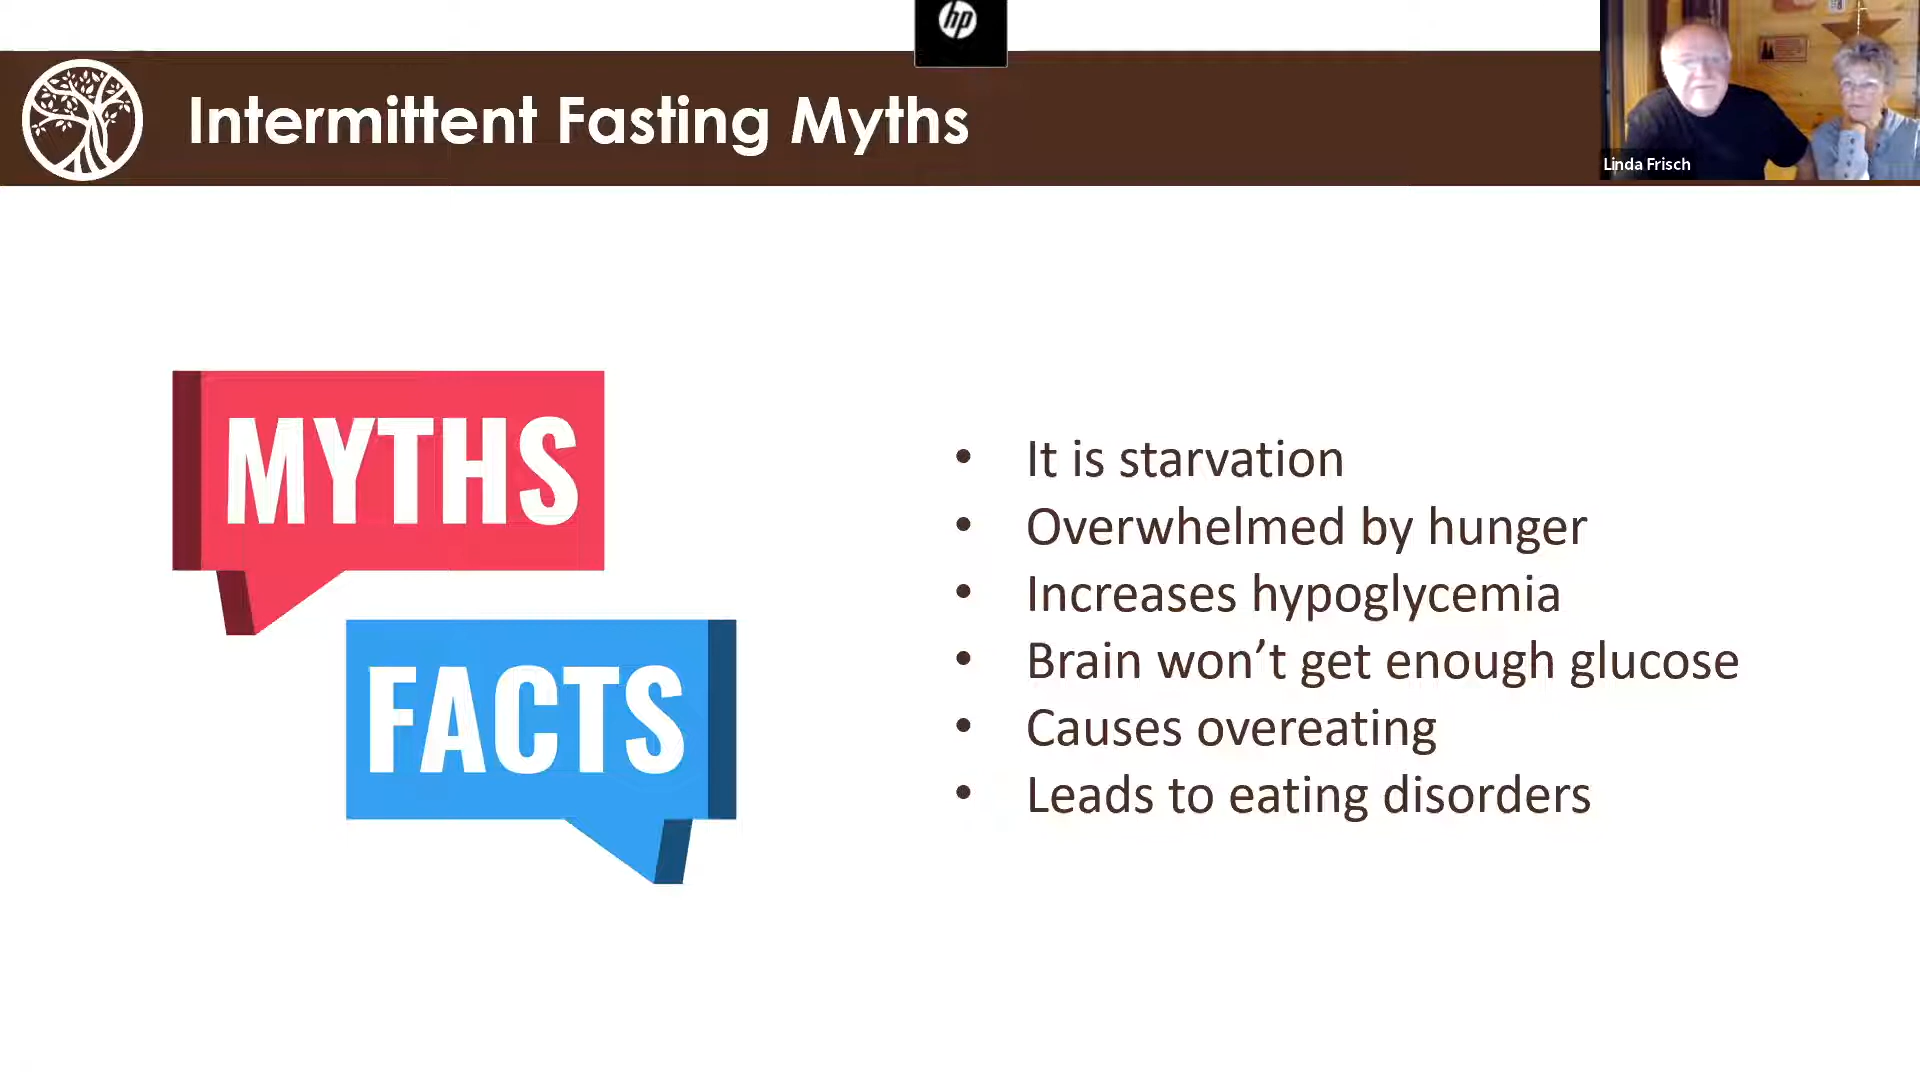 hp
Intermittent Fasting Myths
Linda Frisch
MYTHS
FACTS
• It is starvation
• Overwhelmed by hunger
• Increases hypoglycemia
• Brain won’t get enough glucose
• Causes overeating
• Leads to eating disorders